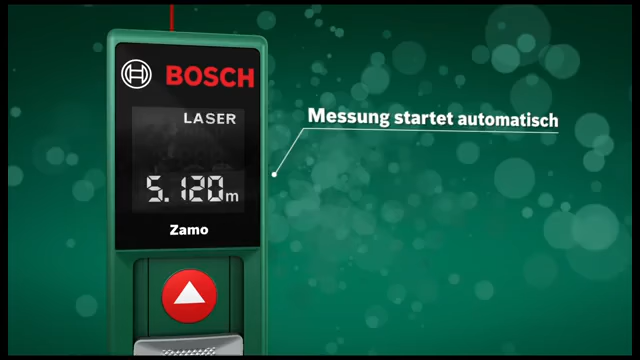 BOSCH
LASER
Messung startet automatisch
5.120m
Zamo